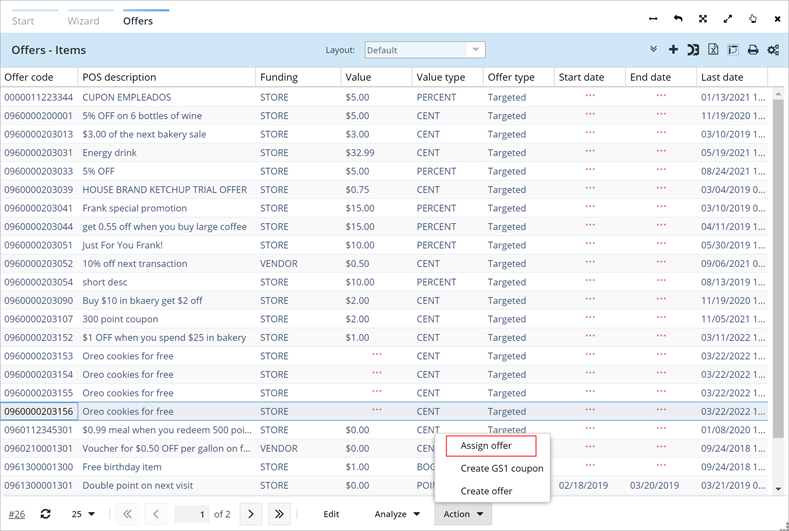 Start Wizard Offers
Offers - Items Layout: Default
Offer code POS description Funding Value Value type Offer type Start date End date Last date
0000011223344 CUPON EMPLEADOS STORE $5.00 PERCENT Targeted *** *** 01/13/2021 1...
0960000200001 5% OFF on 6 bottles of wine STORE $5.00 CENT Targeted *** *** 11/19/2020 1...
0960000203013 $3.00 of the next bakery sale STORE $3.00 CENT Targeted *** *** 03/10/2019 1...
0960000203031 Energy drink STORE $32.99 CENT Targeted *** *** 05/19/2021 1...
0960000203033 5% OFF STORE $5.00 PERCENT Targeted *** *** 08/24/2021 1...
0960000203039 HOUSE BRAND KETCHUP TRIAL OFFER STORE $0.75 CENT Targeted *** *** 03/04/2019 0...
0960000203041 Frank special promotion STORE $15.00 PERCENT Targeted *** *** 03/10/2019 0...
0960000203044 get 0.55 off when you buy large coffee STORE $15.00 PERCENT Targeted *** *** 04/11/2019 1...
0960000203051 Just For You Frank! STORE $10.00 PERCENT Targeted *** *** 05/30/2019 1...
0960000203052 10% off next transaction VENDOR $0.50 CENT Targeted *** *** 09/06/2021 0...
0960000203054 short desc STORE $10.00 PERCENT Targeted *** *** 08/13/2019 0...
0960000203090 Buy $10 in bkaery get $2 off STORE $2.00 CENT Targeted *** *** 11/19/2020 1...
0960000203107 300 point coupon STORE $2.00 CENT Targeted *** *** 11/05/2021 1...
0960000203152 $1 OFF when you spend $25 in bakery STORE $1.00 CENT Targeted *** *** 03/11/2022 1...
0960000203153 Oreo cookies for free STORE *** CENT Targeted *** *** 03/22/2022 1...
0960000203154 Oreo cookies for free STORE *** CENT Targeted *** *** 03/22/2022 1...
0960000203155 Oreo cookies for free STORE *** CENT Targeted *** *** 03/22/2022 1...
0960000203156 Oreo cookies for free STORE *** CENT Targeted *** *** 03/22/2022 1...
0960112345301 $0.99 meal when you redeem 500 poi... STORE $0.00 CENT Targeted *** *** 01/08/2020 1...
0960210001301 Voucher for $0.50 OFF per gallon on f... VENDOR $0.00 *** *** 09/24/2018 1...
0961300001300 Free birthday item STORE $1.00 *** *** 09/24/2018 1...
0961300001301 Double point on next visit STORE $0.00 02/18/2019 03/20/2019 03/21/2019 0...
Assign offer
Create GS1 coupon
Create offer
#26 25 1 of 2 Edit Analyze Action